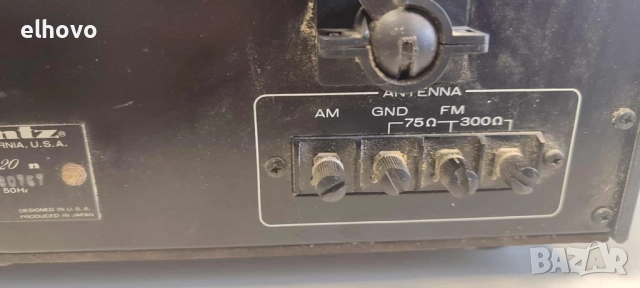 elhovo
ANTENNA
AM GND FM
75Ω 300Ω
ntz®
RNIA, U.S.A.
20 n
50Hz
DESIGNED IN U.S.A.
PRODUCED IN JAPAN
BAZAR